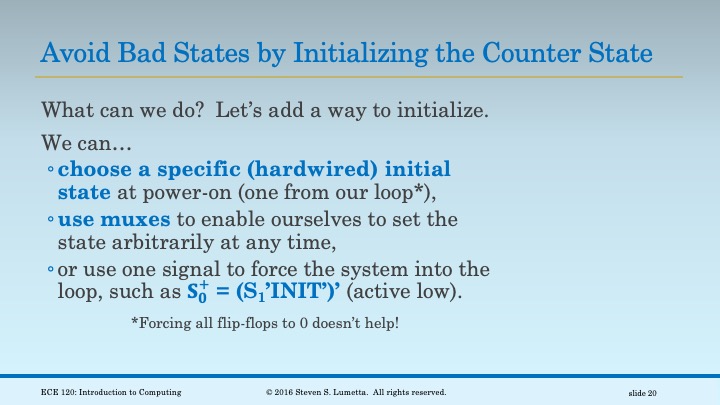 Avoid Bad States by Initializing the Counter State
What can we do?  Let’s add a way to initialize.
We can…
◦choose a specific (hardwired) initial
state at power-on (one from our loop*),
◦use muxes to enable ourselves to set the
state arbitrarily at any time,
◦or use one signal to force the system into the
loop, such as S₀⁺ = (S₁’INIT’)’ (active low).
*Forcing all flip-flops to 0 doesn’t help!
ECE 120: Introduction to Computing
© 2016 Steven S. Lumetta.  All rights reserved.
slide 20